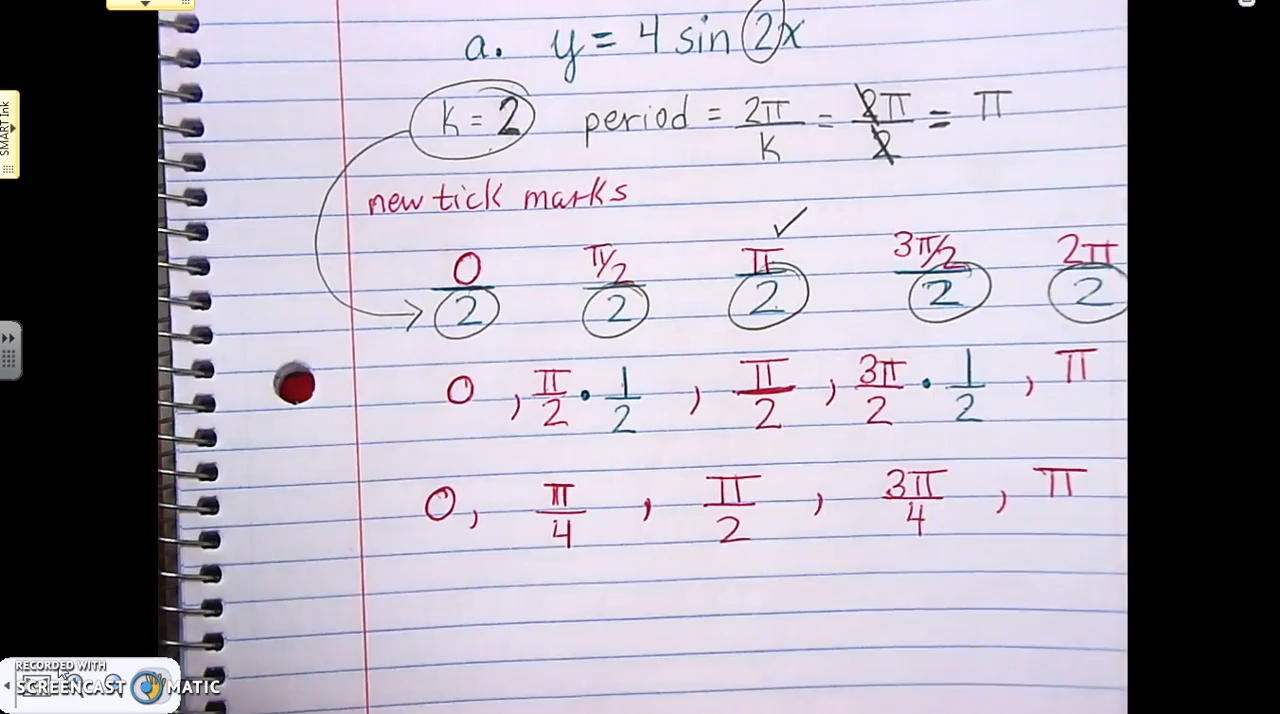 a. y = 4 sin 2x
k = 2 period = 2π/k = 2π/2 = π
new tick marks
0/2 π/2/2 π/2 ✓ 3π/2/2 2π/2
0 , π/2 · 1/2 , π/2 , 3π/2 · 1/2 , π
0, π/4 , π/2 , 3π/4 , π
SMART Ink
RECORDED WITH
SCREENCAST MATIC